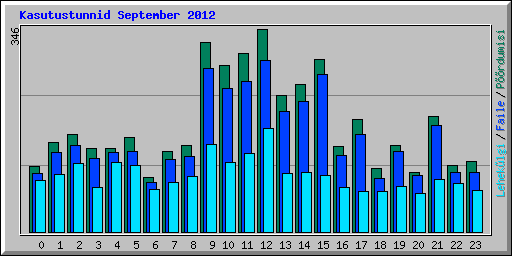 Kasutustunnid September 2012
346
Lehekülgi / Faile / Pöördumisi
0 1 2 3 4 5 6 7 8 9 10 11 12 13 14 15 16 17 18 19 20 21 22 23